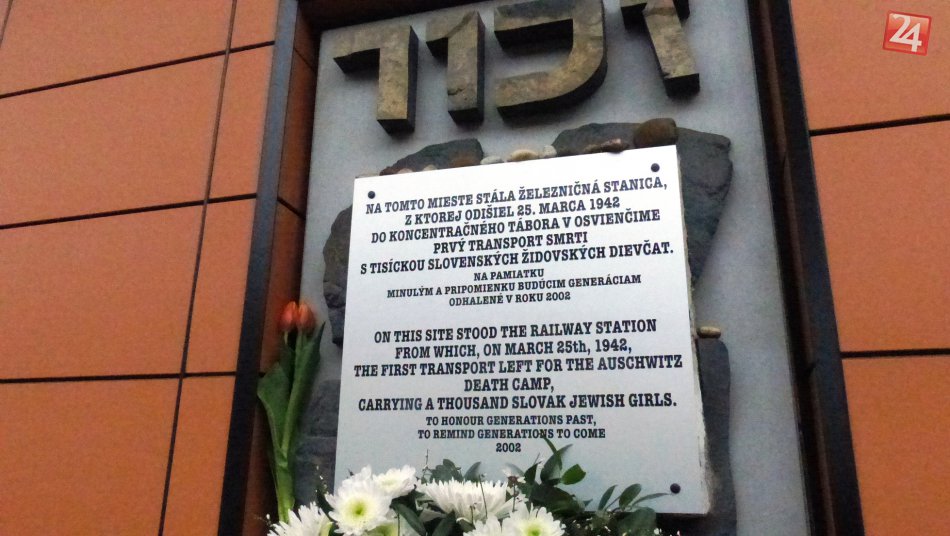 זכור
NA TOMTO MIESTE STÁLA ŽELEZNIČNÁ STANICA,
Z KTOREJ ODIŠIEL 25. MARCA 1942
DO KONCENTRAČNÉHO TÁBORA V OSVIENČIME
PRVÝ TRANSPORT SMRTI
S TISÍCKOU SLOVENSKÝCH ŽIDOVSKÝCH DIEVČAT.
NA PAMIATKU
MINULÝM A PRIPOMIENKU BUDÚCIM GENERÁCIAM
ODHALENÉ V ROKU 2002
ON THIS SITE STOOD THE RAILWAY STATION
FROM WHICH, ON MARCH 25th, 1942,
THE FIRST TRANSPORT LEFT FOR THE AUSCHWITZ
DEATH CAMP,
CARRYING A THOUSAND SLOVAK JEWISH GIRLS.
TO HONOUR GENERATIONS PAST,
TO REMIND GENERATIONS TO COME
2002
24